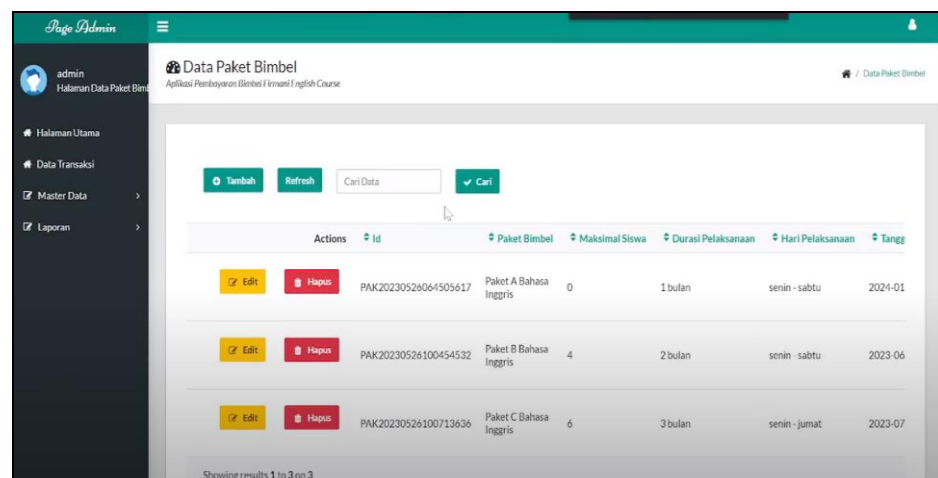 Page Admin
admin
Halaman Data Paket Bimb
Data Paket Bimbel
Aplikasi Pembayaran Bimbel Firmani English Course
/ Data Paket Bimbel
Halaman Utama
Data Transaksi
Master Data
Laporan
Tambah Refresh Cari Data Cari
Actions Id Paket Bimbel Maksimal Siswa Durasi Pelaksanaan Hari Pelaksanaan Tangg
Edit Hapus PAK20230526064505617 Paket A Bahasa Inggris 0 1 bulan senin - sabtu 2024-01
Edit Hapus PAK20230526100454532 Paket B Bahasa Inggris 4 2 bulan senin - sabtu 2023-06
Edit Hapus PAK20230526100713636 Paket C Bahasa Inggris 6 3 bulan senin - jumat 2023-07
Showing results 1 to 3 on 3